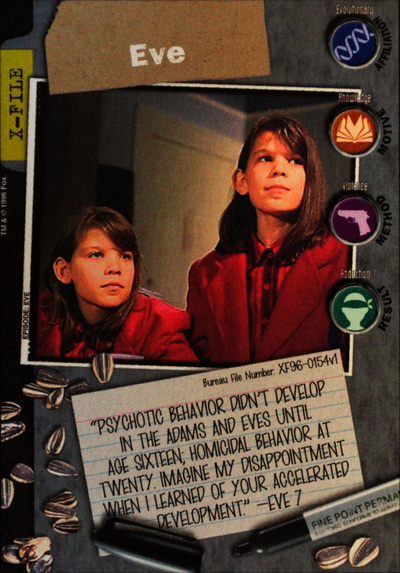 Eve
X-FILE
TM & © 1996 Fox.
EPISODE: EVE
Evolutionary
AFFILIATION
Knowledge
MOTIVE
Violence
METHOD
Abduction
RESULT
Bureau File Number: XF96-0154v1
"PSYCHOTIC BEHAVIOR DIDN'T DEVELOP
IN THE ADAMS AND EVES UNTIL
AGE SIXTEEN; HOMICIDAL BEHAVIOR AT
TWENTY. IMAGINE MY DISAPPOINTMENT
WHEN I LEARNED OF YOUR ACCELERATED
DEVELOPMENT." —EVE 7
FINE POINT PERMA